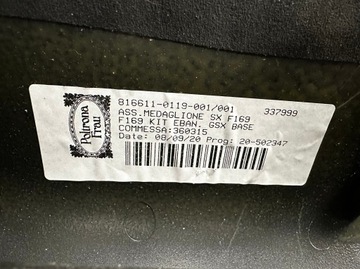 Poltrona
Frau
816611-0119-001/001 337999
ASS.MEDAGLIONE SX F169
F169 KIT EBAN. GSX BASE
COMMESSA:360315
Date: 08/09/20 Prog: 20-502347